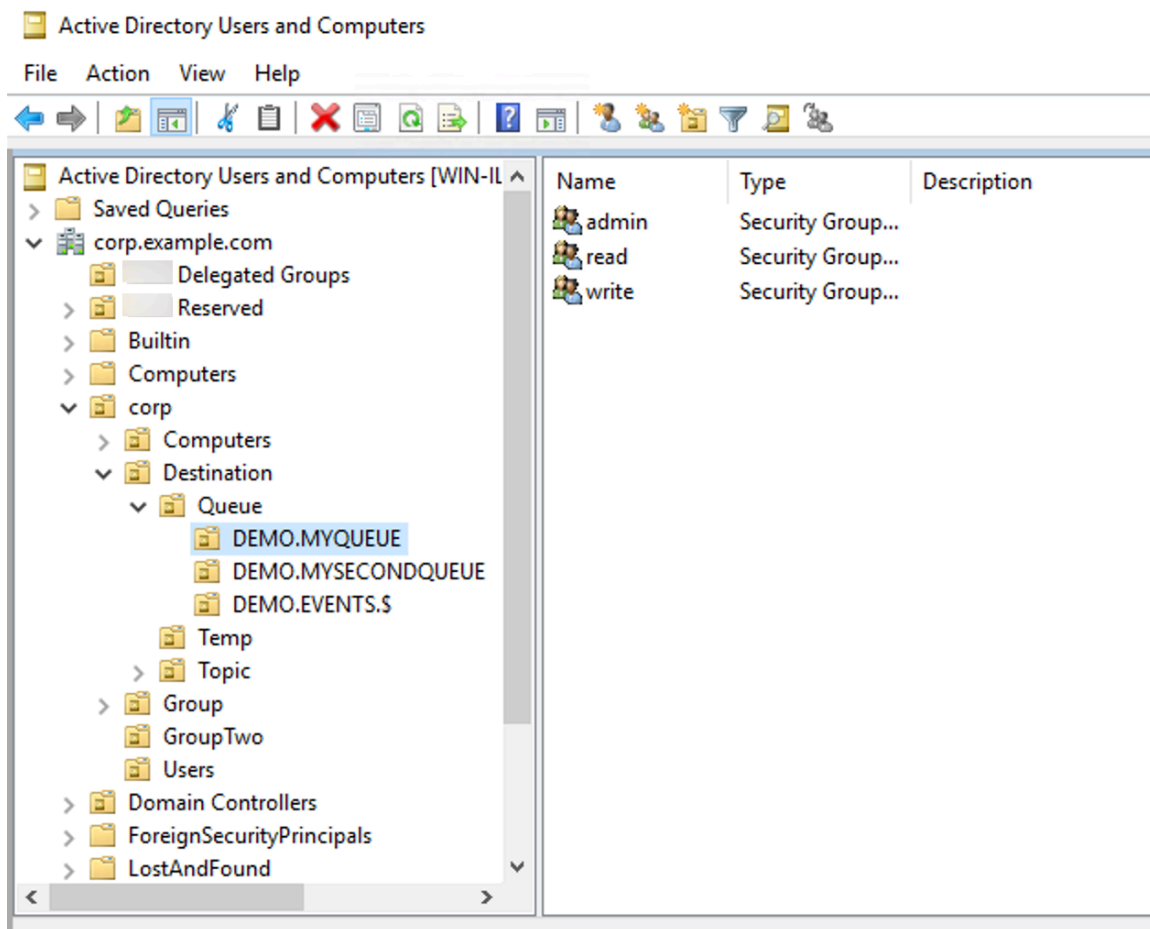 Active Directory Users and Computers
File Action View Help
Active Directory Users and Computers [WIN-IL
Saved Queries
corp.example.com
Delegated Groups
Reserved
Builtin
Computers
corp
Computers
Destination
Queue
DEMO.MYQUEUE
DEMO.MYSECONDQUEUE
DEMO.EVENTS.$
Temp
Topic
Group
GroupTwo
Users
Domain Controllers
ForeignSecurityPrincipals
LostAndFound
Name Type Description
admin Security Group...
read Security Group...
write Security Group...